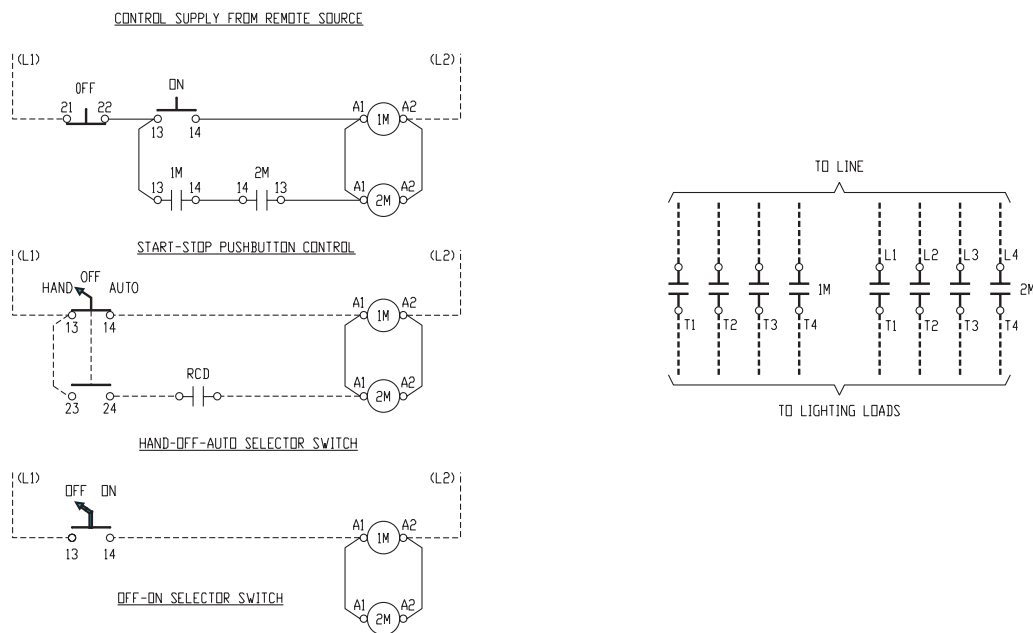 CONTROL SUPPLY FROM REMOTE SOURCE
(L1) (L2)
OFF ON
21 22 A1 1M A2
13 14
1M 2M
13 14 14 13 A1 2M A2
START-STOP PUSHBUTTON CONTROL
(L1) (L2)
OFF
HAND AUTO
13 14 A1 1M A2
RCD
23 24 A1 2M A2
HAND-OFF-AUTO SELECTOR SWITCH
(L1) (L2)
OFF ON
13 14 A1 1M A2
OFF-ON SELECTOR SWITCH
A1 2M A2
TO LINE
L1 L2 L3 L4
1M 2M
T1 T2 T3 T4 T1 T2 T3 T4
TO LIGHTING LOADS